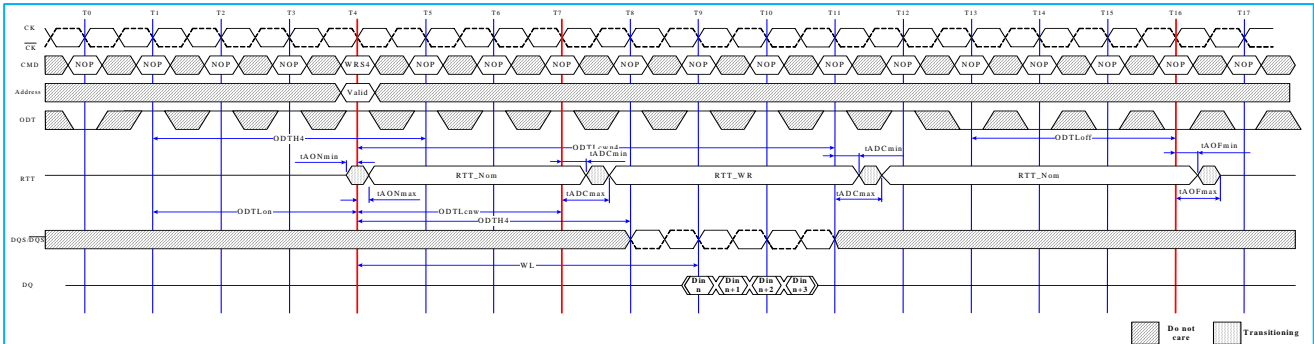 T0 T1 T2 T3 T4 T5 T6 T7 T8 T9 T10 T11 T12 T13 T14 T15 T16 T17
CK
CK
CMD NOP NOP NOP NOP WRS4 NOP NOP NOP NOP NOP NOP NOP NOP NOP NOP NOP NOP NOP
Address Valid
ODT
ODTH4 ODTLoff
ODTLcwn4
tAONmin tADCmin tADCmin tAOFmin
RTT RTT_Nom RTT_WR RTT_Nom
tAONmax tADCmax tADCmax tAOFmax
ODTLon ODTLcnw
ODTH4
DQS/DQS
WL
DQ Din n Din n+1 Din n+2 Din n+3
Do not care Transitioning